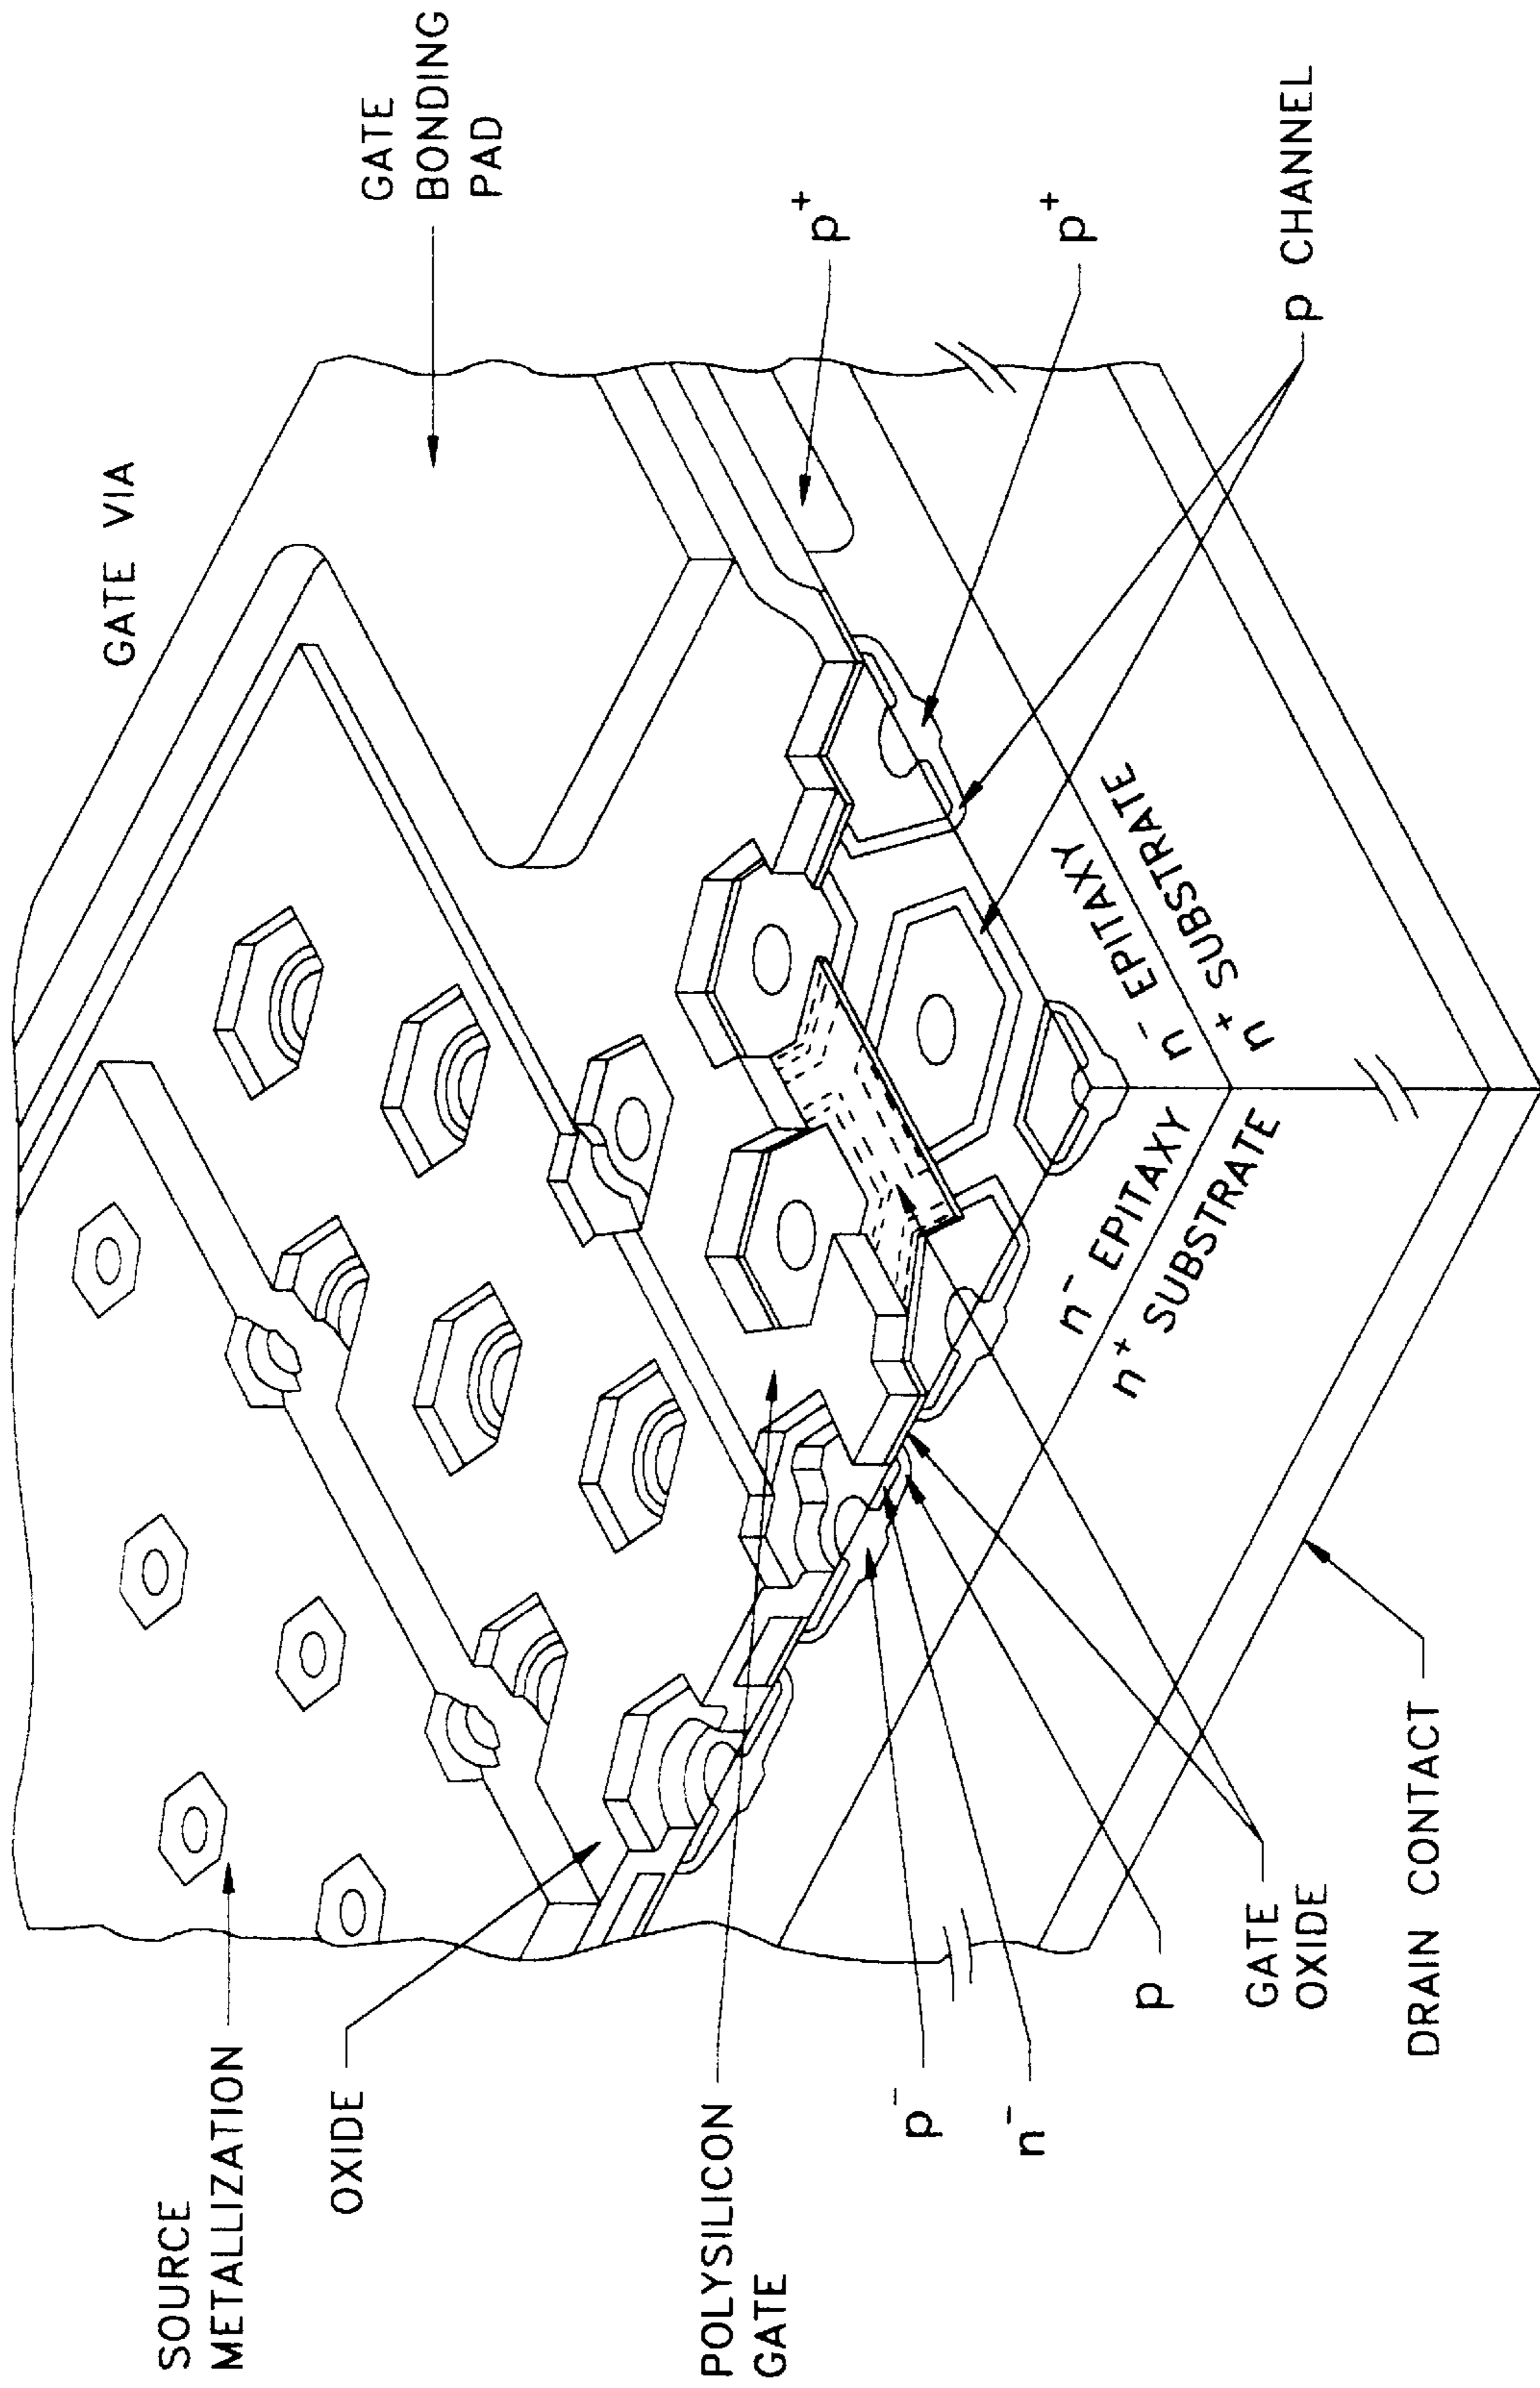 GATE VIA
GATE
BONDING
PAD
p+
p+
p CHANNEL
n- EPITAXY
n+ SUBSTRATE
n- EPITAXY
n+ SUBSTRATE
SOURCE
METALLIZATION
OXIDE
POLYSILICON
GATE
p-
n-
p
GATE
OXIDE
DRAIN CONTACT